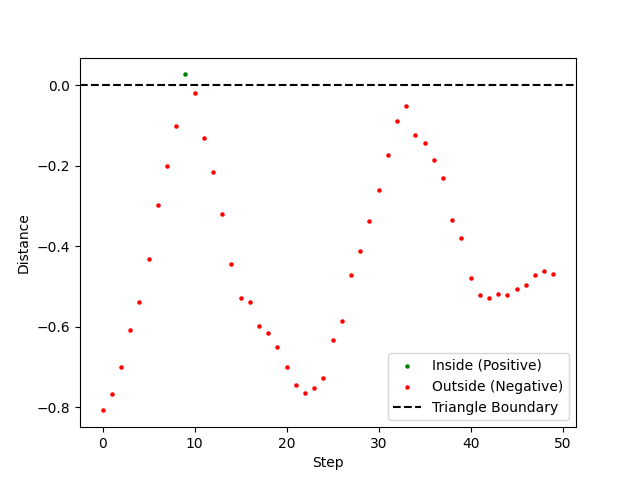 0.0
−0.2
−0.4
−0.6
−0.8
Distance
0
10
20
30
40
50
Step
Inside (Positive)
Outside (Negative)
Triangle Boundary